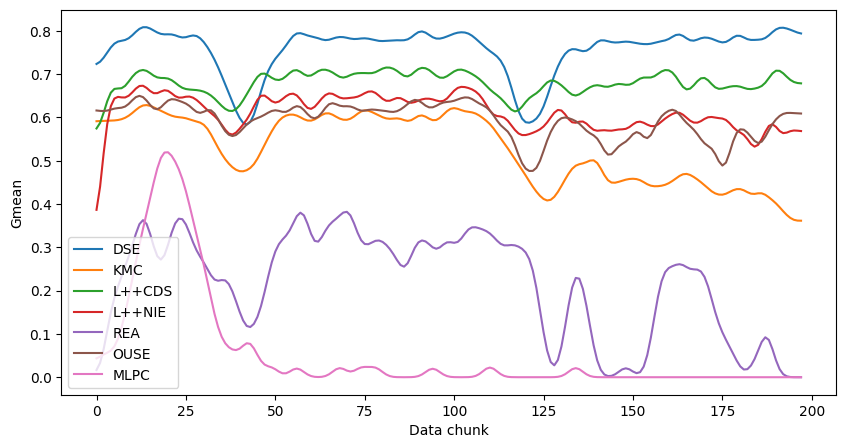 0.8
0.7
0.6
0.5
0.4
0.3
0.2
0.1
0.0
Gmean
DSE
KMC
L++CDS
L++NIE
REA
OUSE
MLPC
0 25 50 75 100 125 150 175 200
Data chunk